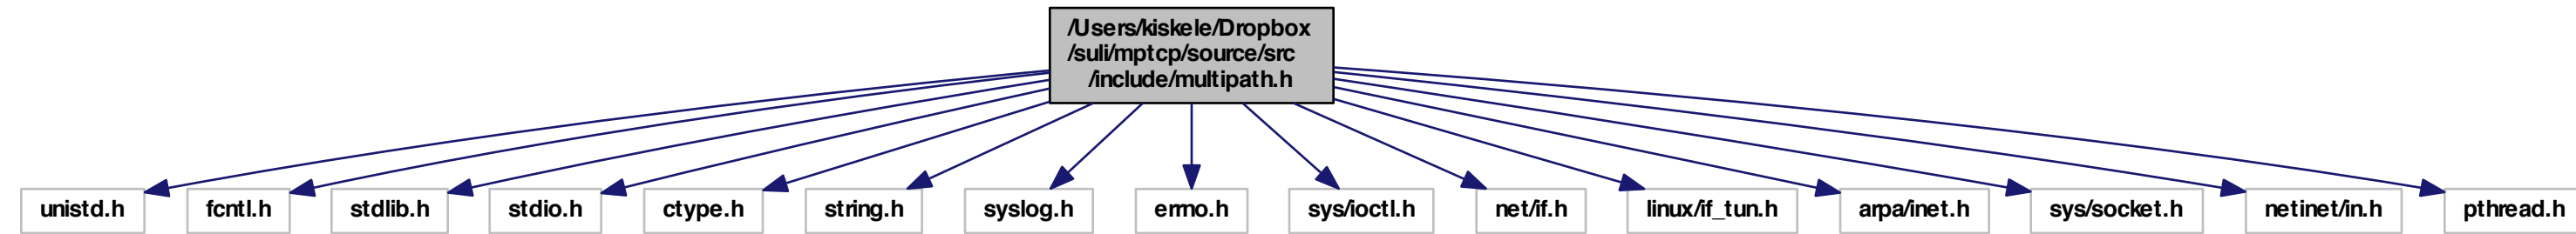 /Users/kiskele/Dropbox
/suli/mptcp/source/src
/include/multipath.h
unistd.h
fcntl.h
stdlib.h
stdio.h
ctype.h
string.h
syslog.h
errno.h
sys/ioctl.h
net/if.h
linux/if_tun.h
arpa/inet.h
sys/socket.h
netinet/in.h
pthread.h